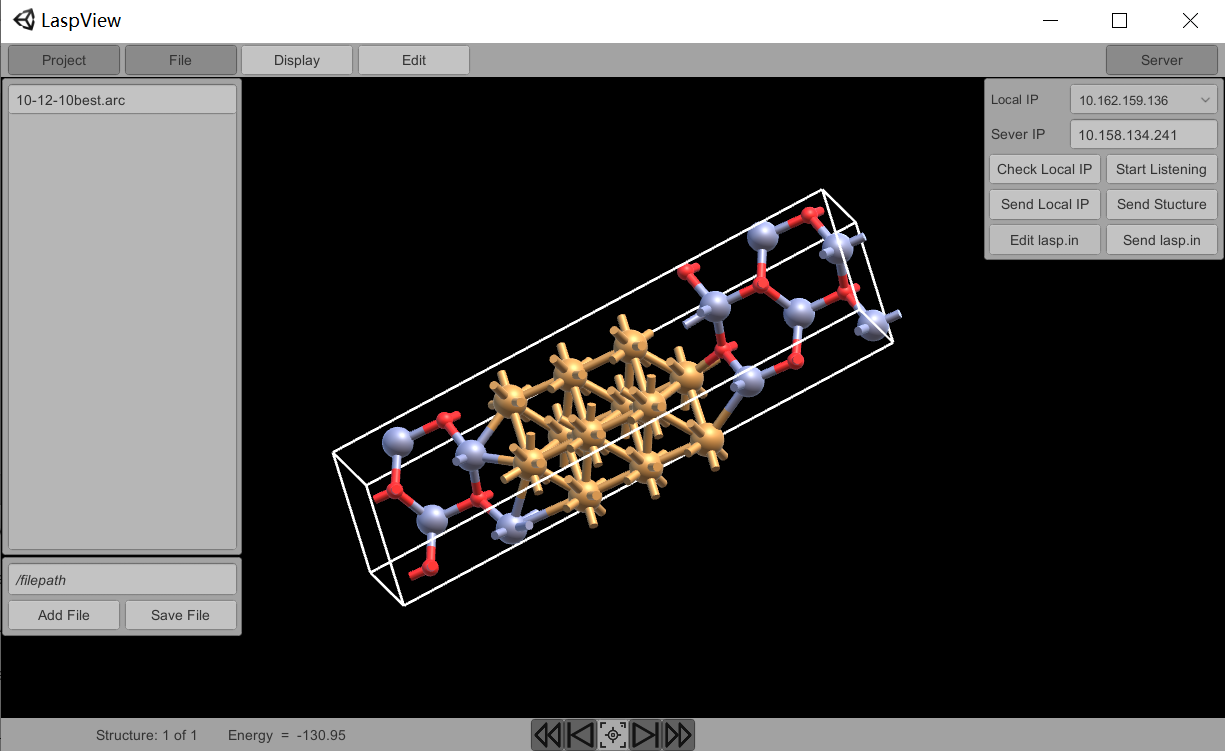 LaspView
Project File Display Edit Server
10-12-10best.arc
Local IP 10.162.159.136
Sever IP 10.158.134.241
Check Local IP Start Listening
Send Local IP Send Stucture
Edit lasp.in Send lasp.in
/filepath
Add File Save File
Structure: 1 of 1 Energy = -130.95